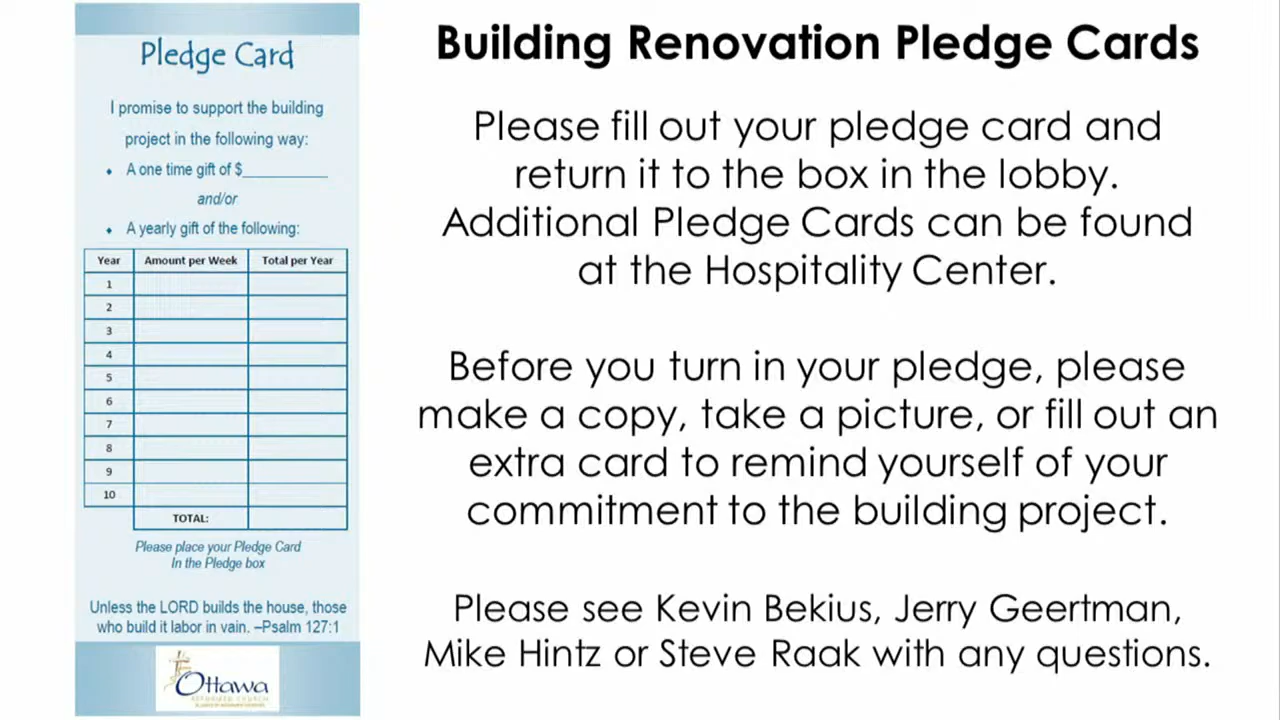 Pledge Card
I promise to support the building
project in the following way:
• A one time gift of $__________
and/or
• A yearly gift of the following:
Year Amount per Week Total per Year
1
2
3
4
5
6
7
8
9
10
TOTAL:
Please place your Pledge Card
In the Pledge box
Unless the LORD builds the house, those
who build it labor in vain. –Psalm 127:1
Ottawa
REFORMED CHURCH
Building Renovation Pledge Cards
Please fill out your pledge card and
return it to the box in the lobby.
Additional Pledge Cards can be found
at the Hospitality Center.
Before you turn in your pledge, please
make a copy, take a picture, or fill out an
extra card to remind yourself of your
commitment to the building project.
Please see Kevin Bekius, Jerry Geertman,
Mike Hintz or Steve Raak with any questions.